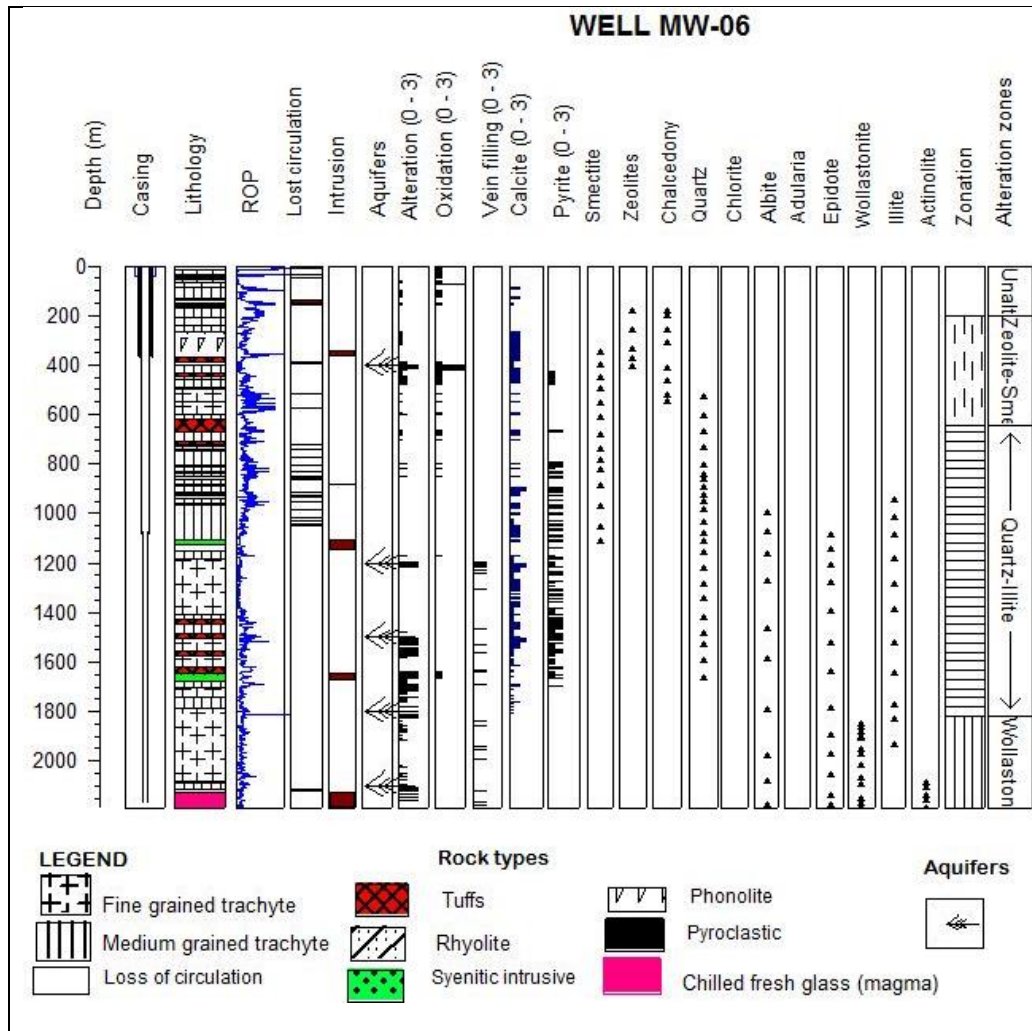 WELL MW-06
Depth (m)
Casing
Lithology
ROP
Lost circulation
Intrusion
Aquifers
Alteration (0 - 3)
Oxidation (0 - 3)
Vein filling (0 - 3)
Calcite (0 - 3)
Pyrite (0 - 3)
Smectite
Zeolites
Chalcedony
Quartz
Chlorite
Albite
Adularia
Epidote
Wollastonite
Illite
Actinolite
Zonation
Alteration zones
0
200
400
600
800
1000
1200
1400
1600
1800
2000
Unalt
Zeolite-Smt
Quartz-Illite
Wollaston
LEGEND
Rock types
Aquifers
Fine grained trachyte
Tuffs
Phonolite
Medium grained trachyte
Rhyolite
Pyroclastic
Loss of circulation
Syenitic intrusive
Chilled fresh glass (magma)